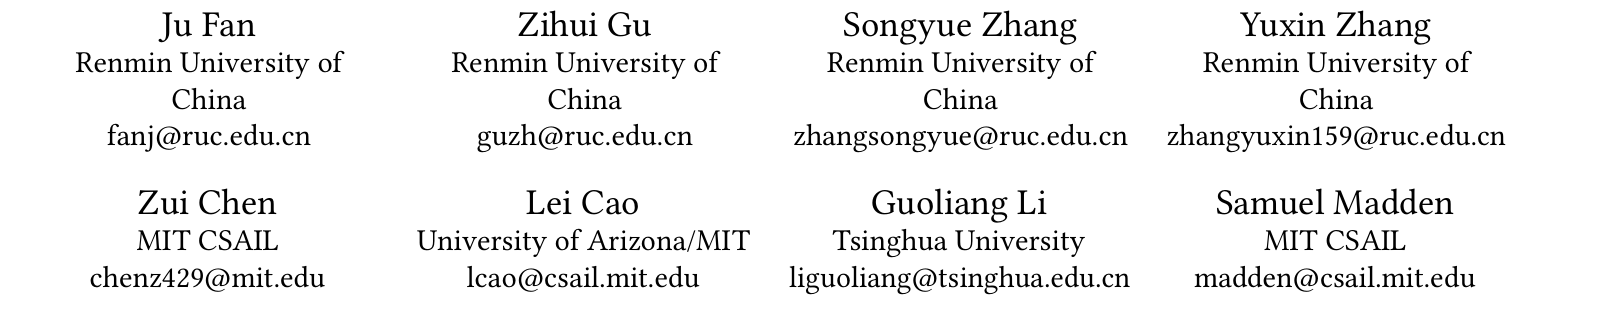 Ju Fan
Renmin University of
China
fanj@ruc.edu.cn
Zihui Gu
Renmin University of
China
guzh@ruc.edu.cn
Songyue Zhang
Renmin University of
China
zhangsongyue@ruc.edu.cn
Yuxin Zhang
Renmin University of
China
zhangyuxin159@ruc.edu.cn
Zui Chen
MIT CSAIL
chenz429@mit.edu
Lei Cao
University of Arizona/MIT
lcao@csail.mit.edu
Guoliang Li
Tsinghua University
liguoliang@tsinghua.edu.cn
Samuel Madden
MIT CSAIL
madden@csail.mit.edu